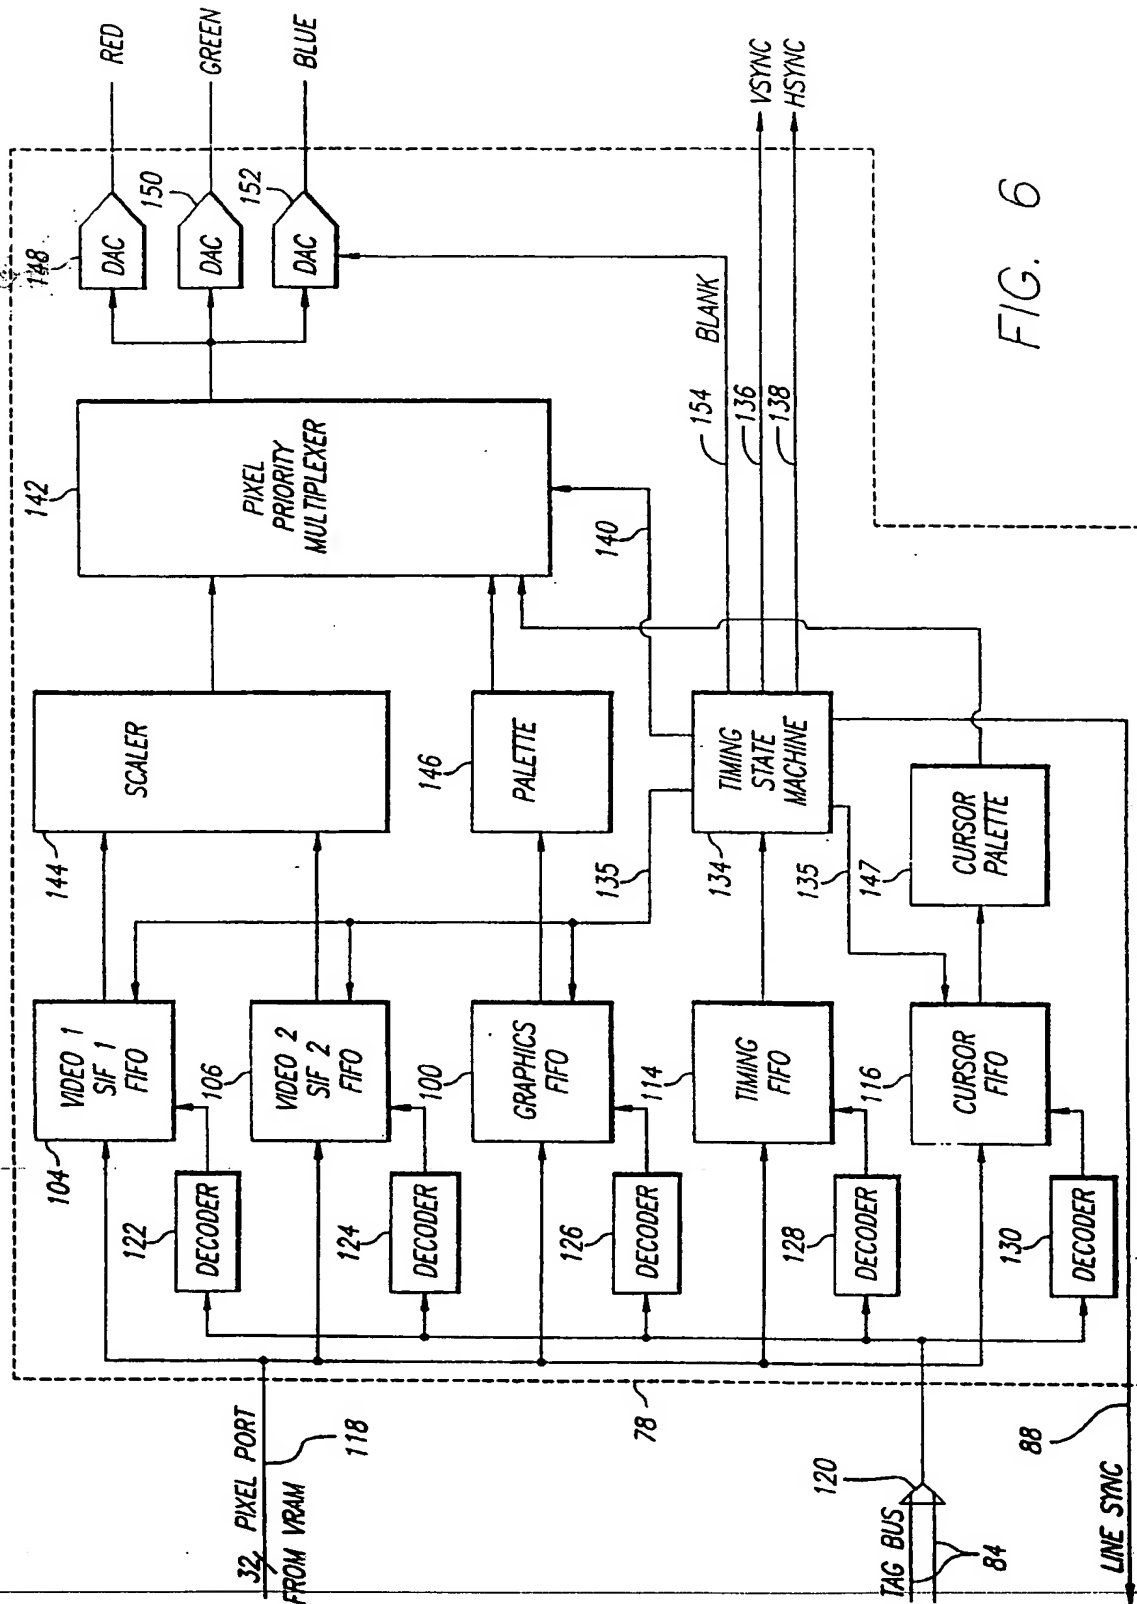 32 PIXEL PORT
FROM VRAM
118
TAG BUS
84
120
LINE SYNC
88
78
104
VIDEO 1
SIF 1
FIFO
122
DECODER
106
VIDEO 2
SIF 2
FIFO
124
DECODER
100
GRAPHICS
FIFO
126
DECODER
114
TIMING
FIFO
128
DECODER
116
CURSOR
FIFO
130
DECODER
144
SCALER
146
PALETTE
135
134
TIMING
STATE
MACHINE
135
147
CURSOR
PALETTE
142
PIXEL
PRIORITY
MULTIPLEXER
140
154
BLANK
136
138
148
DAC
RED
150
DAC
GREEN
152
DAC
BLUE
VSYNC
HSYNC
FIG. 6